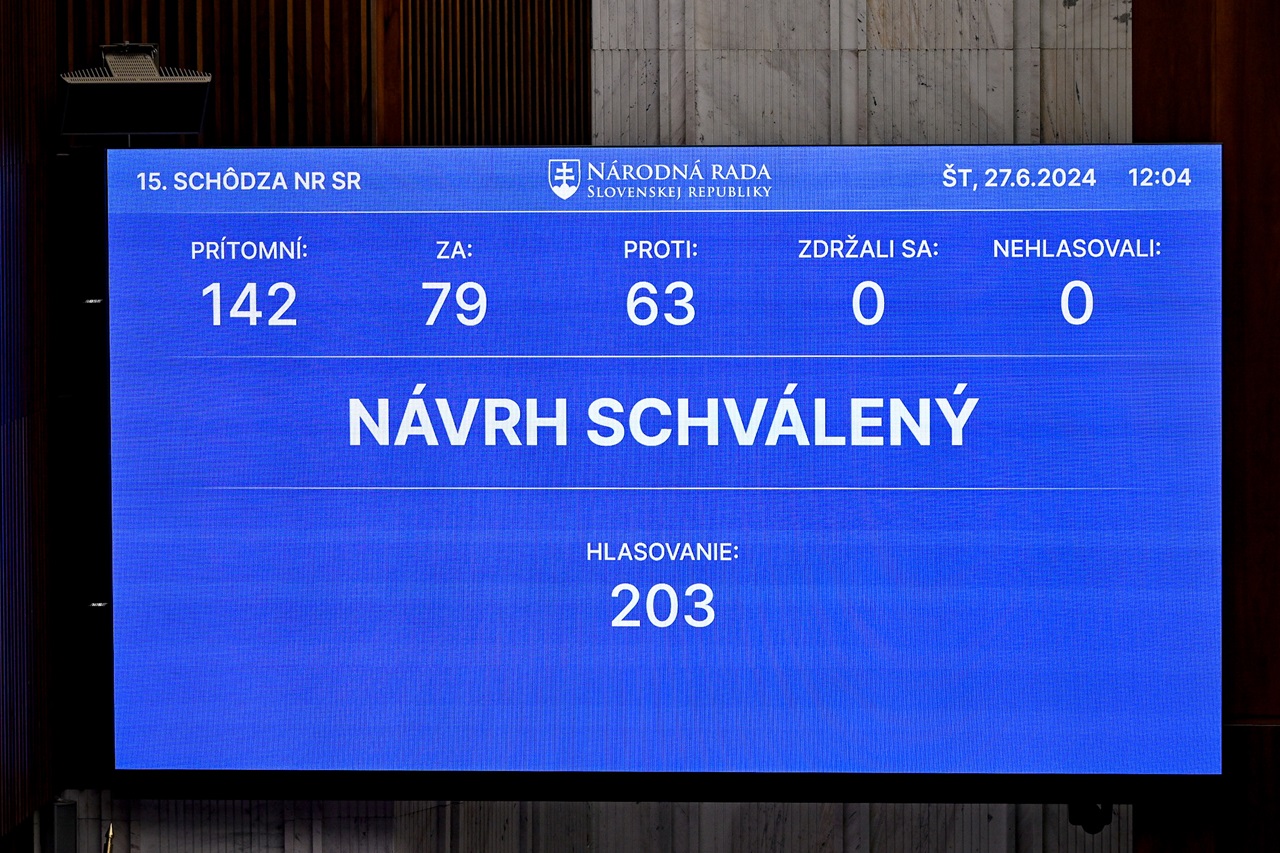 15. SCHÔDZA NR SR
NÁRODNÁ RADA
SLOVENSKEJ REPUBLIKY
ŠT, 27.6.2024 12:04
PRÍTOMNÍ: ZA: PROTI: ZDRŽALI SA: NEHLASOVALI:
142 79 63 0 0
NÁVRH SCHVÁLENÝ
HLASOVANIE:
203